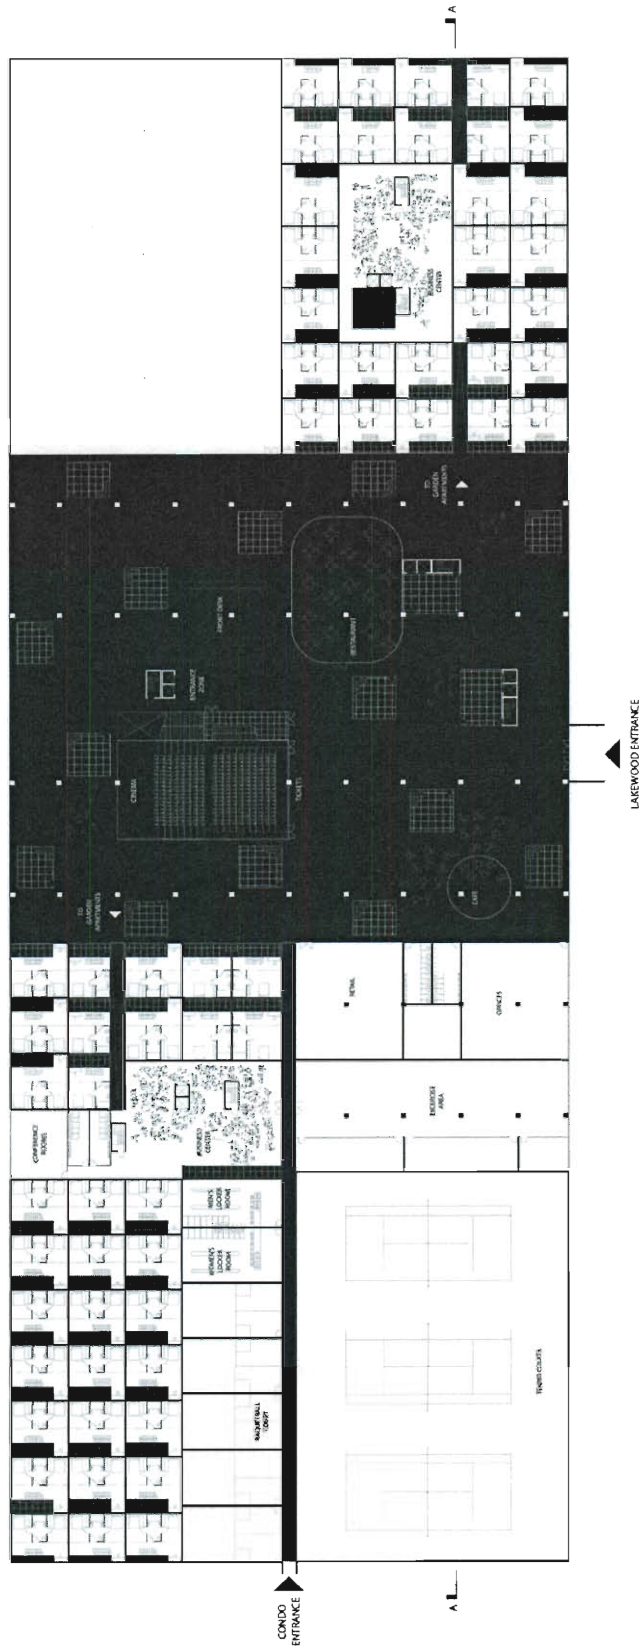 A
BUSINESS
CENTER
TO
GARDEN
APARTMENTS
FRONT DESK
RESTAURANT
ENTRANCE
ZONE
CINEMA
TICKETS
LAKEWOOD ENTRANCE
TO
GARDEN
APARTMENTS
CAFE
RETAIL
OFFICES
CONFERENCE
ROOMS
BUSINESS
CENTER
EXERCISE
AREA
MEN'S
LOCKER
ROOM
WOMEN'S
LOCKER
ROOM
RAQUETBALL
COURT
TENNIS COURTS
CONDO
ENTRANCE
A